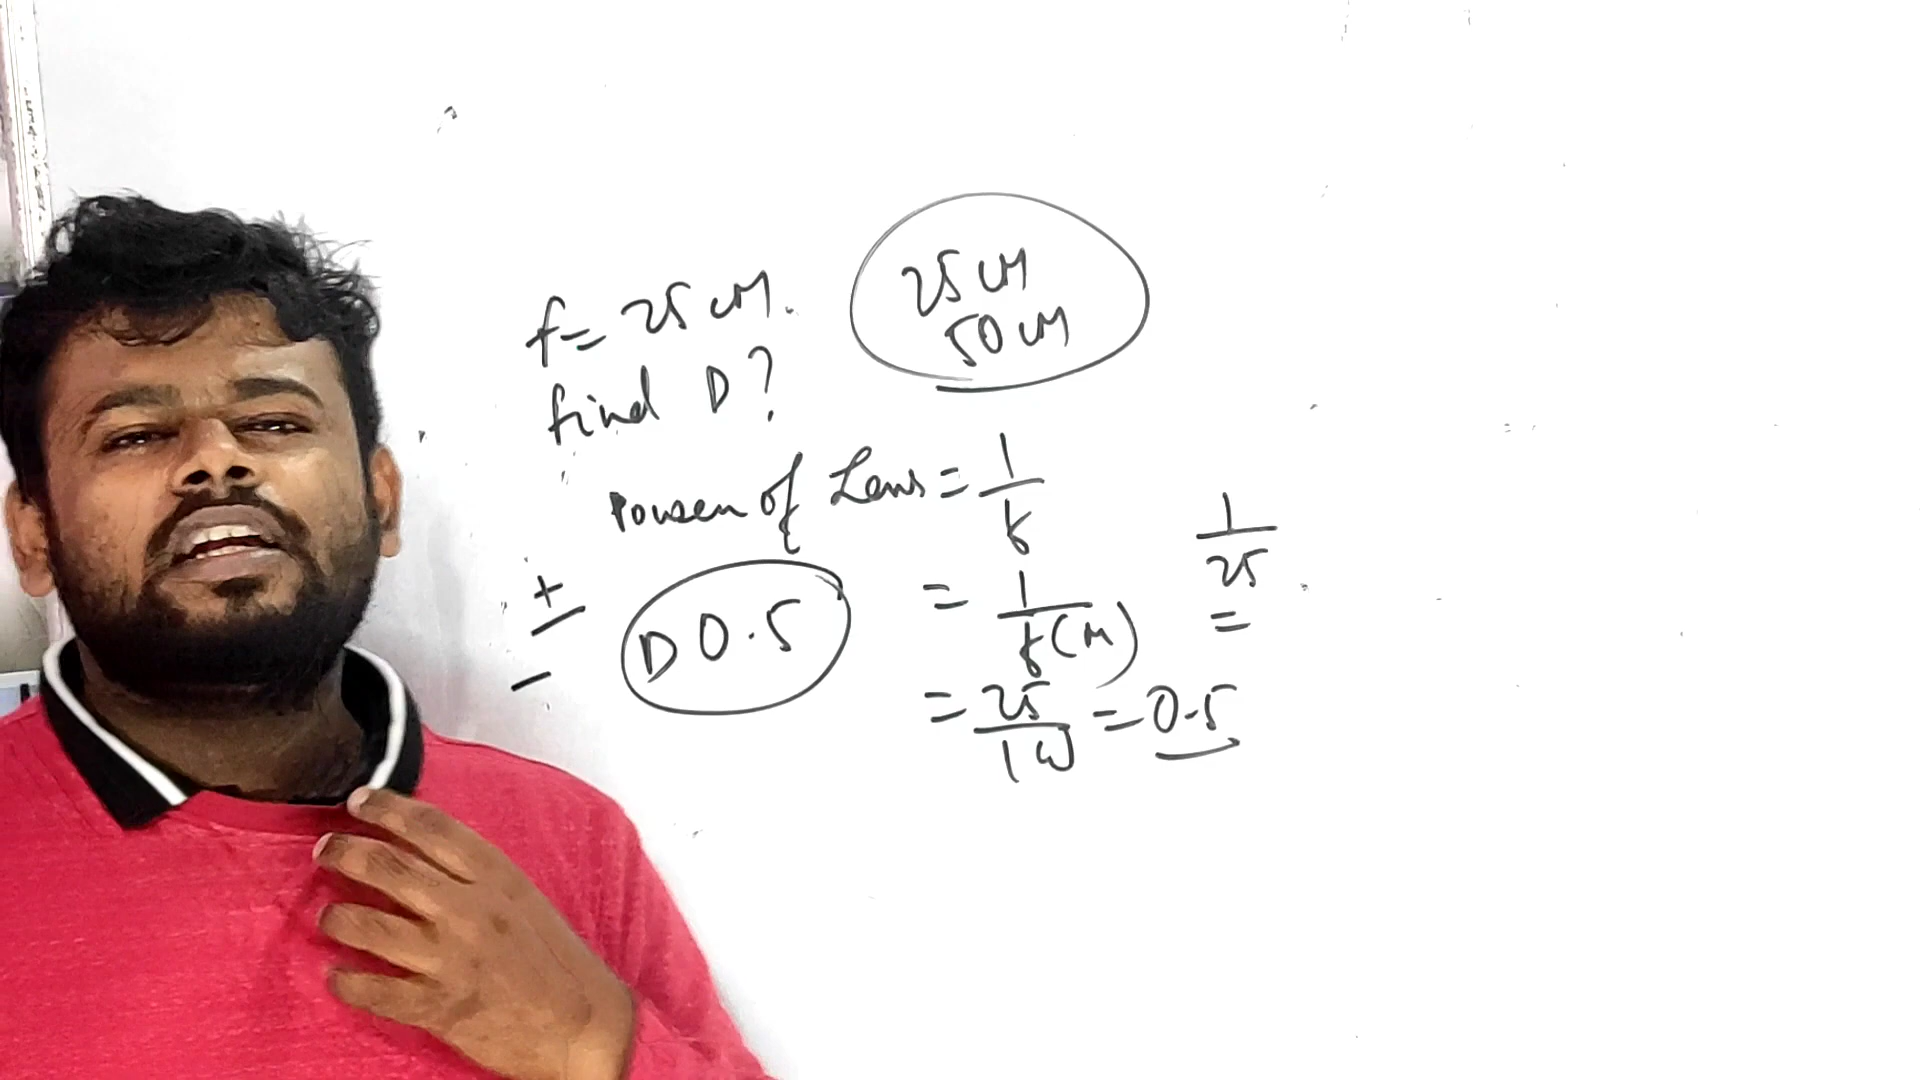 f = 25 cm.
find D?
25 cm
50 cm
Power of Lens = 1/f
= 1/f(m)
= 25/100 = 0.5
1/25
=
+
−
D 0.5